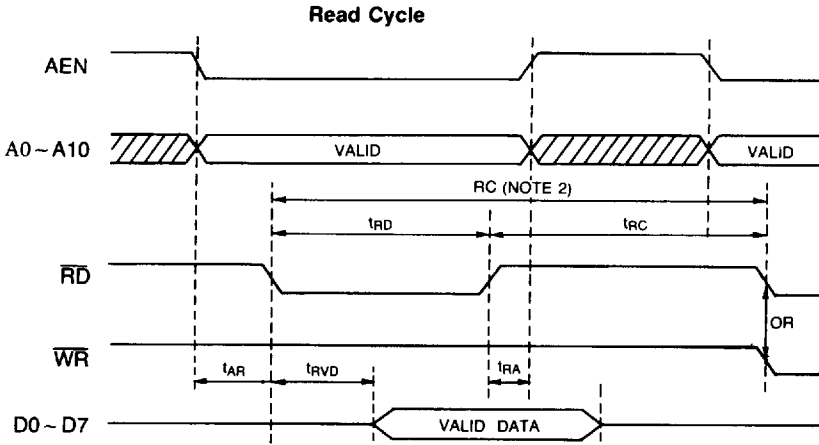 Read Cycle
AEN
A0~A10
VALID
VALID
RC (NOTE 2)
tRD
tRC
RD
OR
WR
tAR
tRVD
tRA
D0~D7
VALID DATA